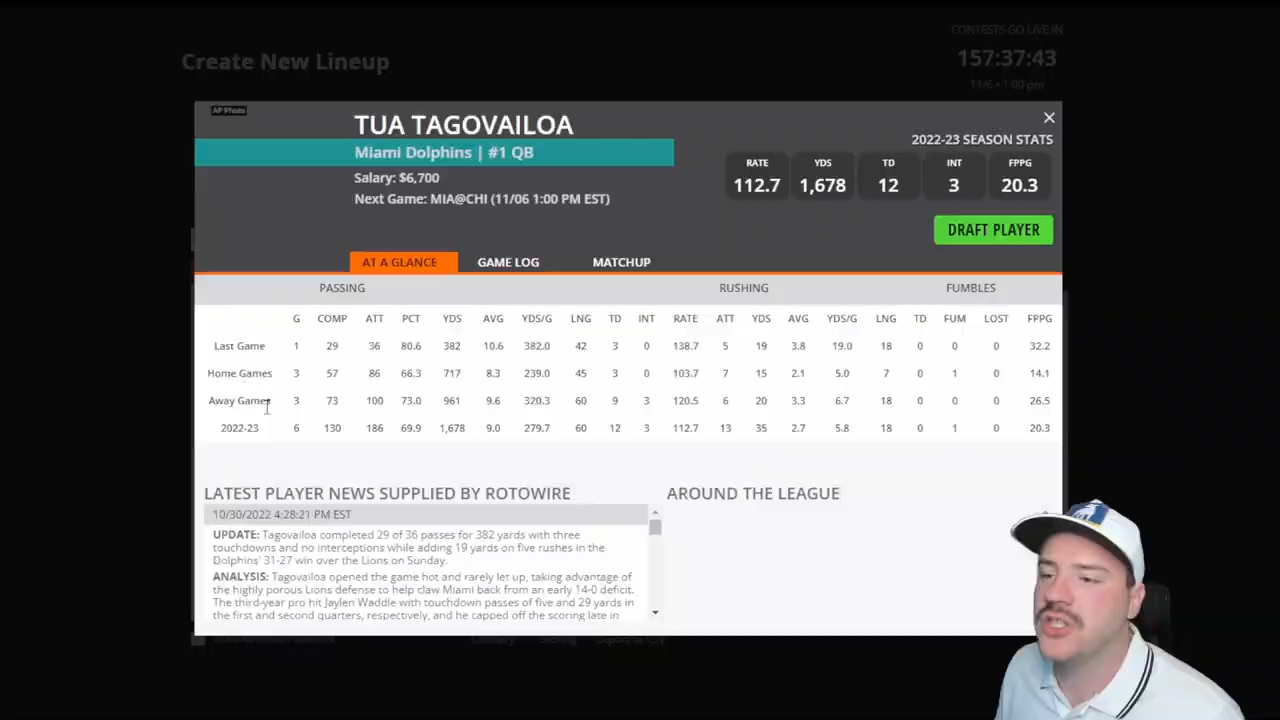 Create New Lineup
CONTESTS GO LIVE IN
157:37:43
11/6 • 1:00 pm
AP Photo
TUA TAGOVAILOA
Miami Dolphins | #1 QB
Salary: $6,700
Next Game: MIA@CHI (11/06 1:00 PM EST)
2022-23 SEASON STATS
RATE YDS TD INT FPPG
112.7 1,678 12 3 20.3
DRAFT PLAYER
AT A GLANCE GAME LOG MATCHUP
PASSING RUSHING FUMBLES
G COMP ATT PCT YDS AVG YDS/G LNG TD INT RATE ATT YDS AVG YDS/G LNG TD FUM LOST FPPG
Last Game 1 29 36 80.6 382 10.6 382.0 42 3 0 138.7 5 19 3.8 19.0 18 0 0 0 32.2
Home Games 3 57 86 66.3 717 8.3 239.0 45 3 0 103.7 7 15 2.1 5.0 7 0 1 0 14.1
Away Games 3 73 100 73.0 961 9.6 320.3 60 9 3 120.5 6 20 3.3 6.7 18 0 0 0 26.5
2022-23 6 130 186 69.9 1,678 9.0 279.7 60 12 3 112.7 13 35 2.7 5.8 18 0 1 0 20.3
LATEST PLAYER NEWS SUPPLIED BY ROTOWIRE
AROUND THE LEAGUE
10/30/2022 4:28:21 PM EST
UPDATE: Tagovailoa completed 29 of 36 passes for 382 yards with three
touchdowns and no interceptions while adding 19 yards on five rushes in the
Dolphins' 31-27 win over the Lions on Sunday.
ANALYSIS: Tagovailoa opened the game hot and rarely let up, taking advantage of
the highly porous Lions defense to help claw Miami back from an early 14-0 deficit.
The third-year pro hit Jaylen Waddle with touchdown passes of five and 29 yards in
the first and second quarters, respectively, and he capped off the scoring late in